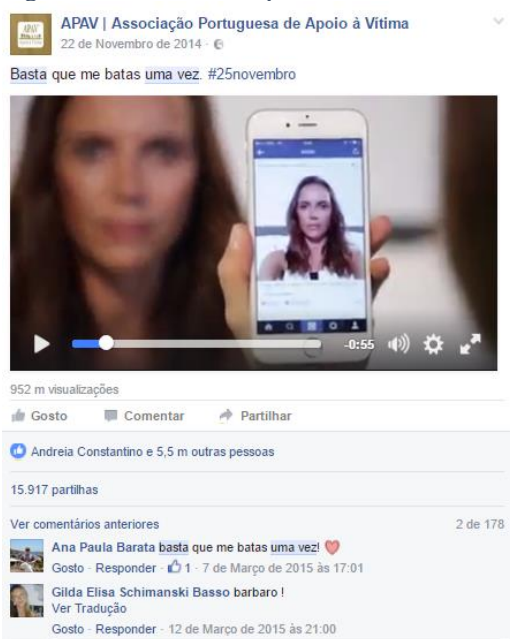 APAV | Associação Portuguesa de Apoio à Vítima
22 de Novembro de 2014
Basta que me batas uma vez. #25novembro
-0:55
952 m visualizações
Gosto Comentar Partilhar
Andreia Constantino e 5,5 m outras pessoas
15.917 partilhas
Ver comentários anteriores 2 de 178
Ana Paula Barata basta que me batas uma vez! ❤
Gosto · Responder · 1 · 7 de Março de 2015 às 17:01
Gilda Elisa Schimanski Basso barbaro !
Ver Tradução
Gosto · Responder · 12 de Março de 2015 às 21:00